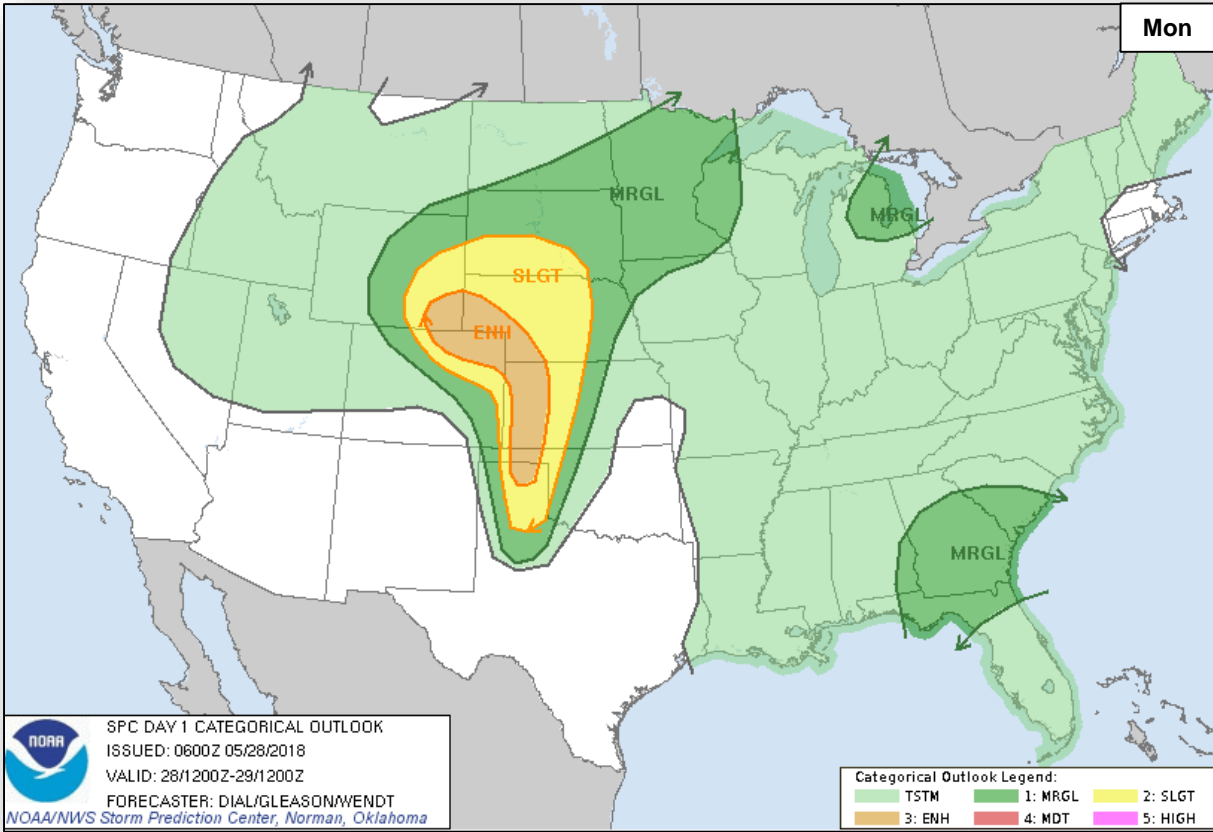 Mon
MRGL
MRGL
SLGT
ENH
MRGL
NOAA
SPC DAY 1 CATEGORICAL OUTLOOK
ISSUED: 0600Z 05/28/2018
VALID: 28/1200Z-29/1200Z
FORECASTER: DIAL/GLEASON/WENDT
NOAA/NWS Storm Prediction Center, Norman, Oklahoma
Categorical Outlook Legend:
TSTM 1: MRGL 2: SLGT
3: ENH 4: MDT 5: HIGH